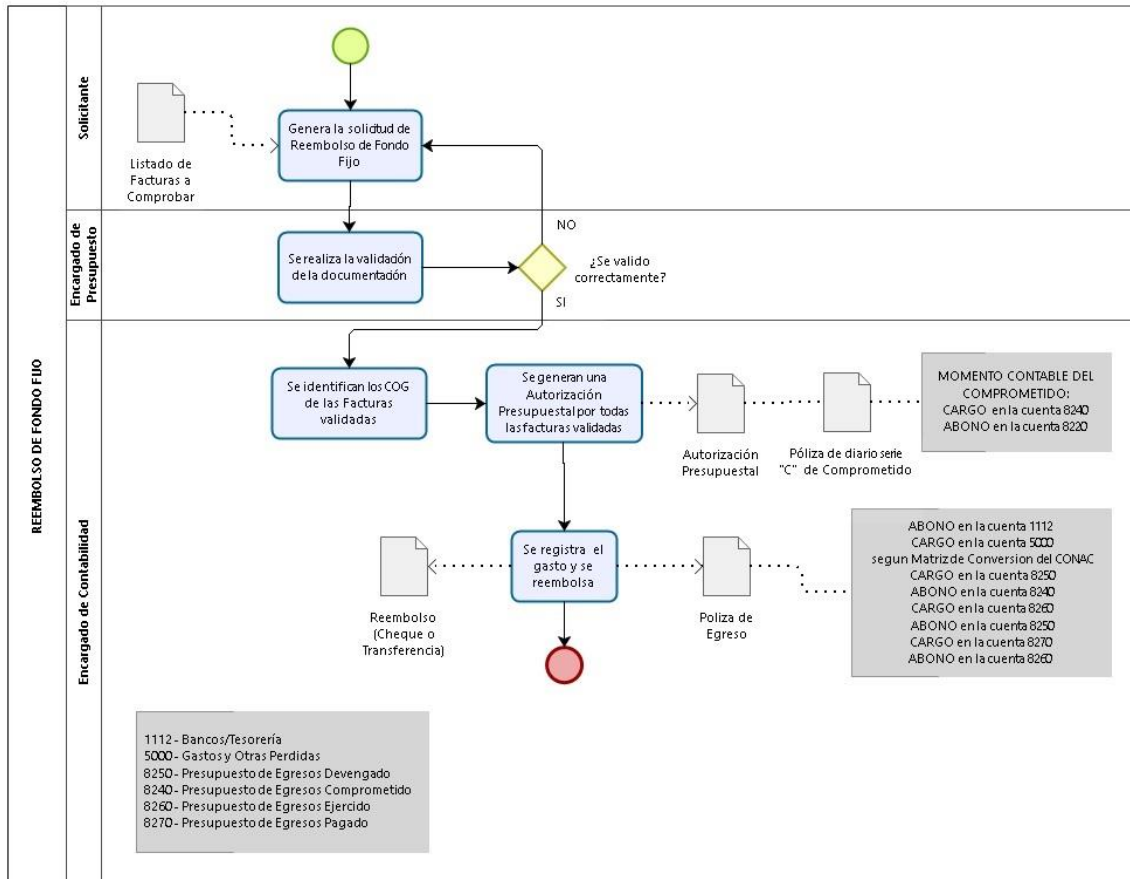 REEMBOLSO DE FONDO FIJO
Solicitante
Genera la solicitud de
Reembolso de Fondo
Fijo
Listado de
Facturas a
Comprobar
Encargado de
Presupuesto
Se realiza la validación
de la documentación
NO
¿Se valido
correctamente?
SI
Encargado de Contabilidad
Se identifican los COG
de las Facturas
validadas
Se generan una
Autorización
Presupuestal por todas
las facturas validadas
Autorización
Presupuestal
Póliza de diario serie
"C" de Comprometido
MOMENTO CONTABLE DEL
COMPROMETIDO:
CARGO en la cuenta 8240
ABONO en la cuenta 8220
Se registra el
gasto y se
reembolsa
Reembolso
(Cheque o
Transferencia)
Poliza de
Egreso
ABONO en la cuenta 1112
CARGO en la cuenta 5000
segun Matriz de Conversion del CONAC
CARGO en la cuenta 8250
ABONO en la cuenta 8240
CARGO en la cuenta 8260
ABONO en la cuenta 8250
CARGO en la cuenta 8270
ABONO en la cuenta 8260
1112 - Bancos/Tesorería
5000 - Gastos y Otras Perdidas
8250 - Presupuesto de Egresos Devengado
8240 - Presupuesto de Egresos Comprometido
8260 - Presupuesto de Egresos Ejercido
8270 - Presupuesto de Egresos Pagado